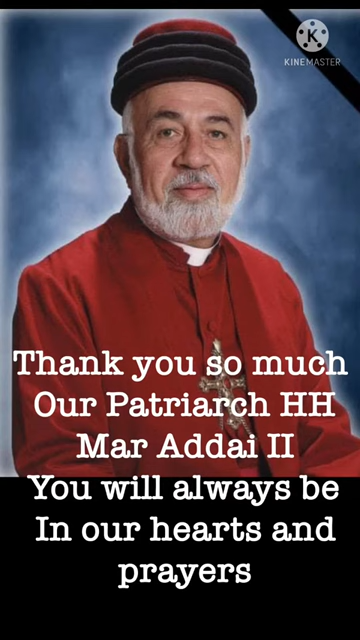 K
KINEMASTER
Thank you so much
Our Patriarch HH
Mar Addai II
You will always be
In our hearts and
prayers